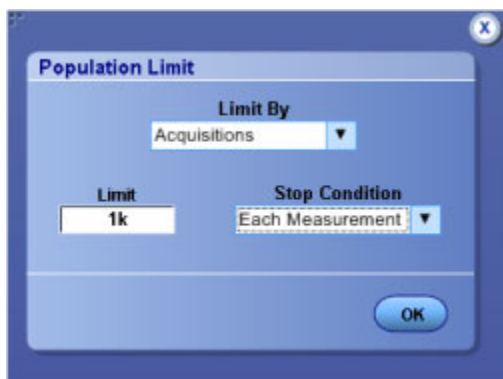 X
Population Limit
Limit By
Acquisitions
Limit
Stop Condition
1k
Each Measurement
OK